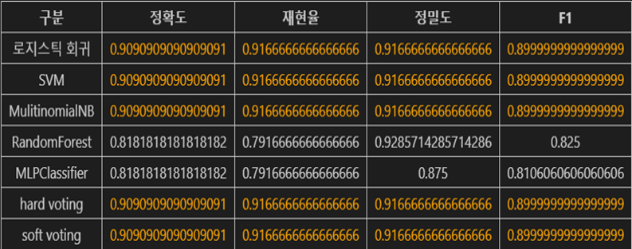 구분 정확도 재현율 정밀도 F1
로지스틱 회귀 0.9090909090909091 0.9166666666666666 0.9166666666666666 0.8999999999999999
SVM 0.9090909090909091 0.9166666666666666 0.9166666666666666 0.8999999999999999
MulitinomialNB 0.9090909090909091 0.9166666666666666 0.9166666666666666 0.8999999999999999
RandomForest 0.8181818181818182 0.7916666666666666 0.9285714285714286 0.825
MLPClassifier 0.8181818181818182 0.7916666666666666 0.875 0.8106060606060606
hard voting 0.9090909090909091 0.9166666666666666 0.9166666666666666 0.8999999999999999
soft voting 0.9090909090909091 0.9166666666666666 0.9166666666666666 0.8999999999999999